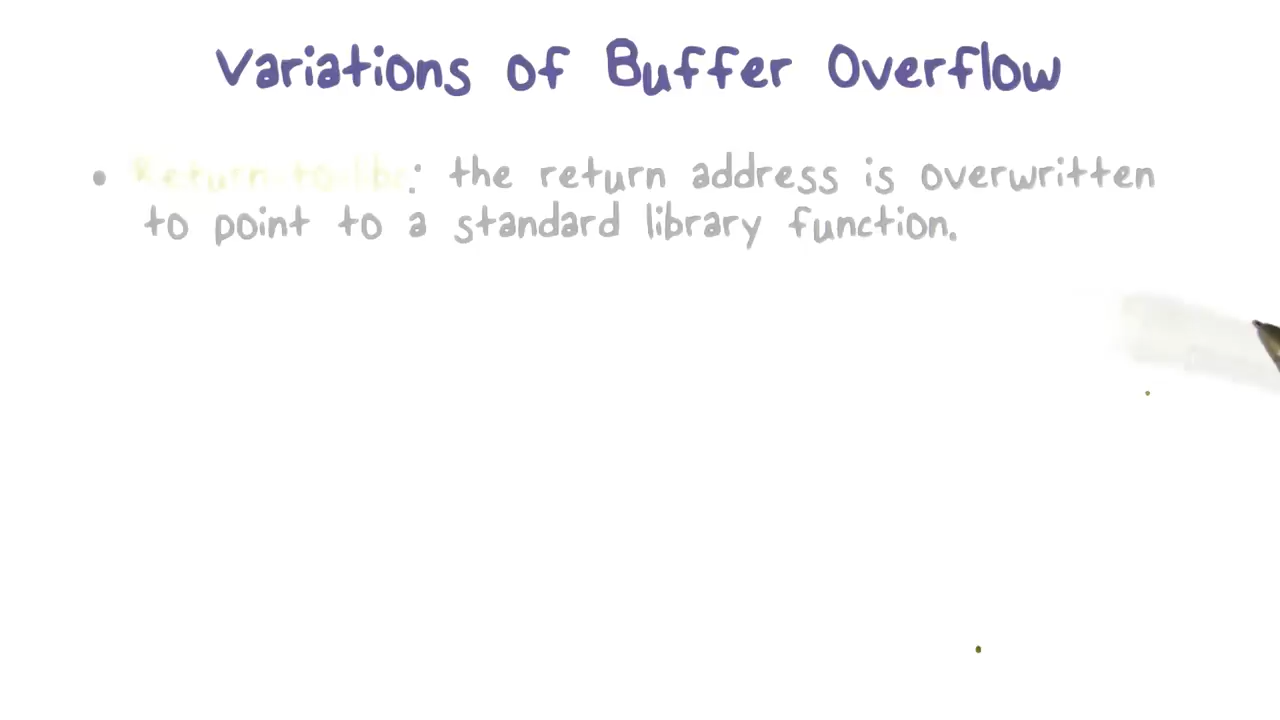 Variations of Buffer Overflow
• : the return address is overwritten
to point to a standard library function.